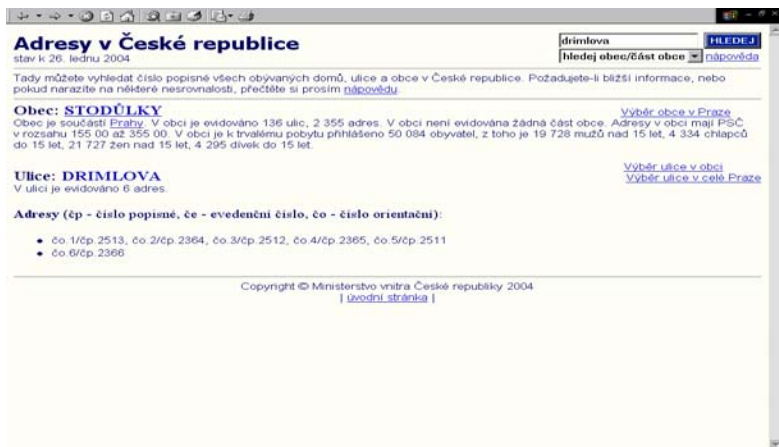 Adresy v České republice
stav k 26. lednu 2004
drimlova
HLEDEJ
hledej obec/část obce
nápověda
Tady můžete vyhledat číslo popisné všech obývaných domů, ulice a obce v České republice. Požadujete-li bližší informace, nebo
pokud narazíte na některé nesrovnalosti, přečtěte si prosím nápovědu.
Obec: STODŮLKY
Výběr obce v Praze
Obec je součástí Prahy. V obci je evidováno 136 ulic, 2 355 adres. V obci není evidována žádná část obce. Adresy v obci mají PSČ
v rozsahu 155 00 až 355 00. V obci je k trvalému pobytu přihlášeno 50 084 obyvatel, z toho je 19 728 mužů nad 15 let, 4 334 chlapců
do 15 let, 21 727 žen nad 15 let, 4 295 dívek do 15 let.
Výběr ulice v obci
Ulice: DRIMLOVA
Výběr ulice v celé Praze
V ulici je evidováno 6 adres.
Adresy (čp - číslo popisné, če - evedenční číslo, čo - číslo orientační):
• čo.1/čp.2513, čo.2/čp.2364, čo.3/čp.2512, čo.4/čp.2365, čo.5/čp.2511
• čo.6/čp.2366
Copyright © Ministerstvo vnitra České republiky 2004
| úvodní stránka |